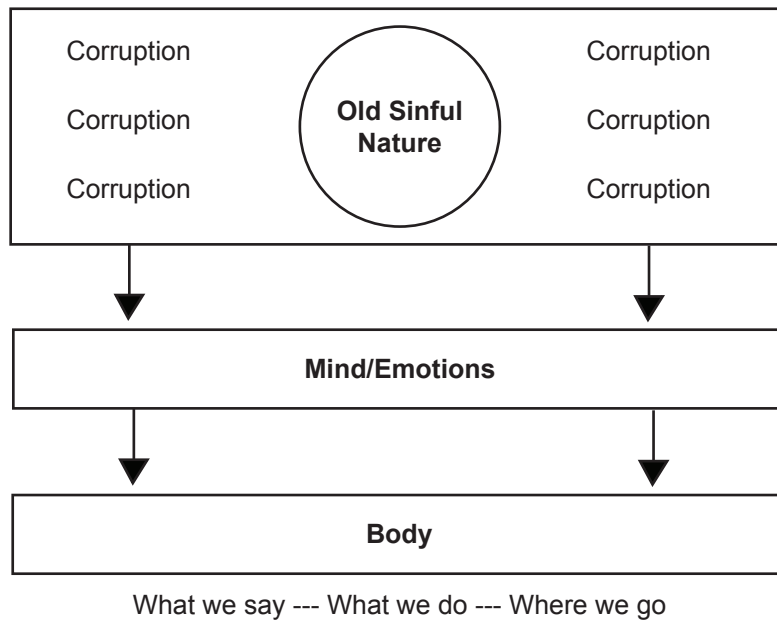 Corruption
Corruption
Corruption
Old Sinful
Nature
Corruption
Corruption
Corruption
Mind/Emotions
Body
What we say --- What we do --- Where we go